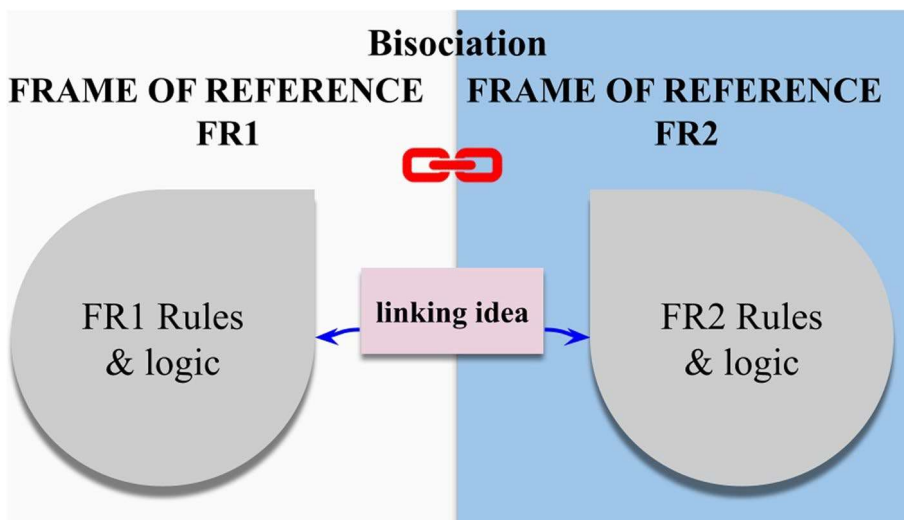 Bisociation
FRAME OF REFERENCE
FR1
FRAME OF REFERENCE
FR2
FR1 Rules
& logic
linking idea
FR2 Rules
& logic